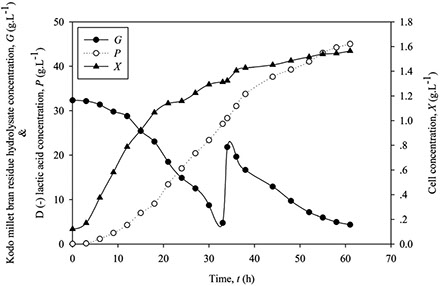 Kodo millet bran residue hydrolysate concentration, G (g.L⁻¹)
&
D (-) lactic acid concentration, P (g.L⁻¹)
50
40
30
20
10
0
G
P
X
1.8
1.6
1.4
1.2
1.0
.8
.6
.4
.2
0.0
Cell concentration, X (g.L⁻¹)
0 10 20 30 40 50 60 70
Time, t (h)